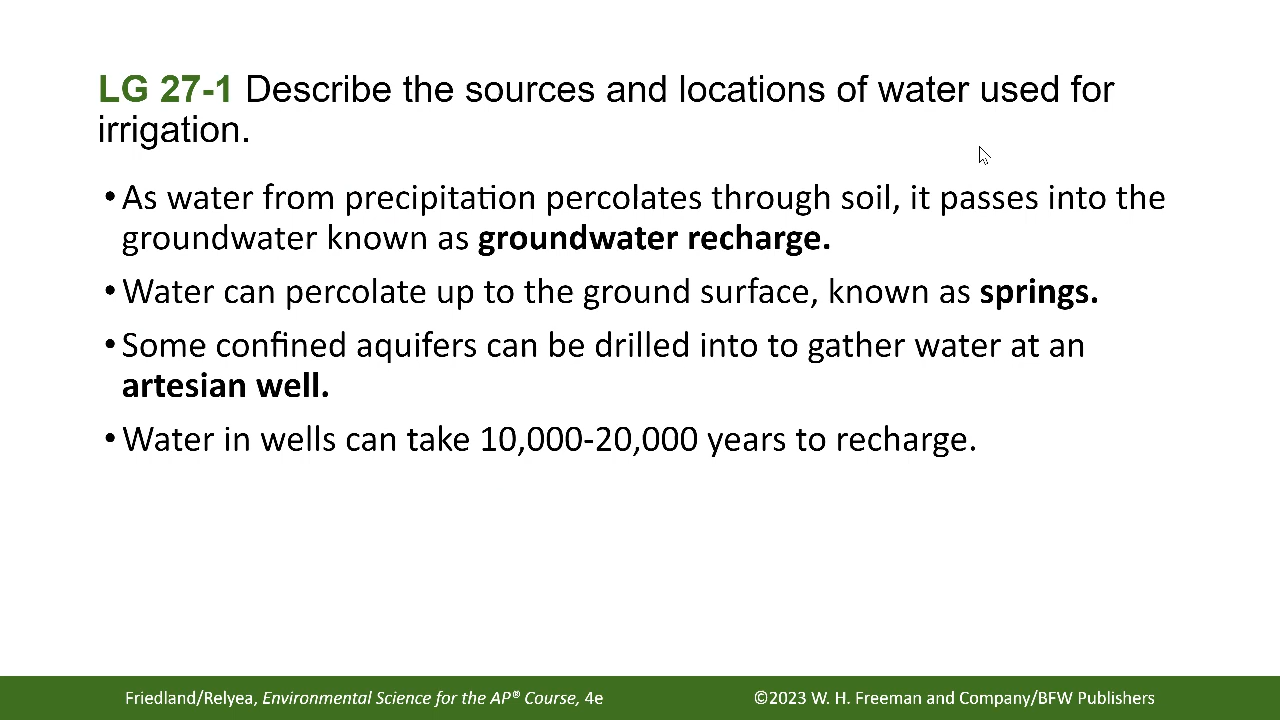 LG 27-1 Describe the sources and locations of water used for
irrigation.
• As water from precipitation percolates through soil, it passes into the
groundwater known as groundwater recharge.
• Water can percolate up to the ground surface, known as springs.
• Some confined aquifers can be drilled into to gather water at an
artesian well.
• Water in wells can take 10,000-20,000 years to recharge.
Friedland/Relyea, Environmental Science for the AP® Course, 4e
©2023 W. H. Freeman and Company/BFW Publishers